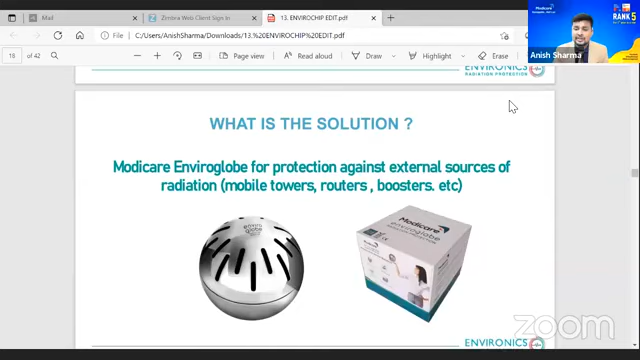 Mail
Zimbra Web Client Sign In
13. ENVIROCHIP EDIT.pdf
File
C:/Users/AnishSharma/Downloads/13.%20ENVIROCHIP%20EDIT.pdf
18 of 42
Page view
Read aloud
Draw
Highlight
Erase
Modicare
RANK 5
Anish Sharma
ENVIRONICS
RADIATION PROTECTION
WHAT IS THE SOLUTION ?
Modicare Enviroglobe for protection against external sources of
radiation (mobile towers, routers , boosters. etc)
enviro
globe
Modicare
enviroglobe
ENVIRONICS
zoom